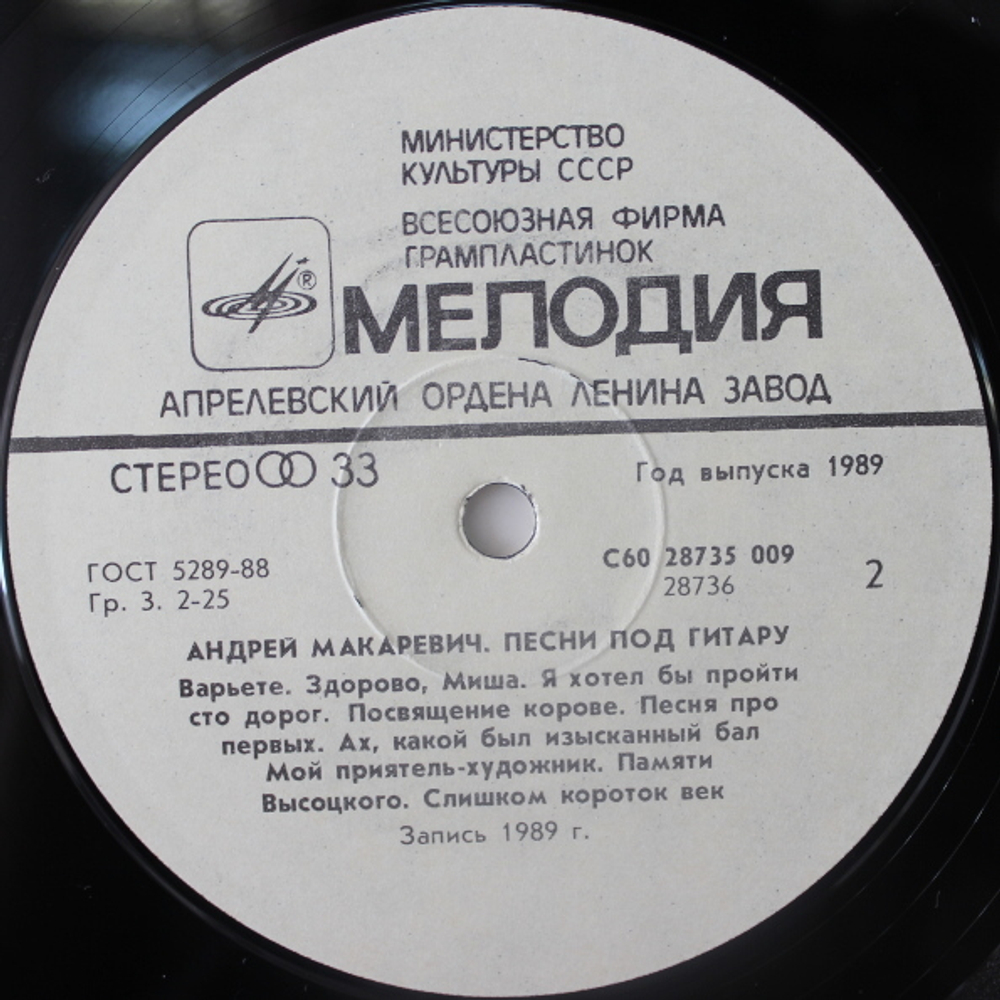 МИНИСТЕРСТВО
КУЛЬТУРЫ СССР
ВСЕСОЮЗНАЯ ФИРМА
ГРАМПЛАСТИНОК
®
МЕЛОДИЯ
АПРЕЛЕВСКИЙ ОРДЕНА ЛЕНИНА ЗАВОД
СТЕРЕО 33
Год выпуска 1989
ГОСТ 5289-88
Гр. 3. 2-25
С60 28735 009
28736
2
АНДРЕЙ МАКАРЕВИЧ. ПЕСНИ ПОД ГИТАРУ
Варьете. Здорово, Миша. Я хотел бы пройти
сто дорог. Посвящение корове. Песня про
первых. Ах, какой был изысканный бал
Мой приятель-художник. Памяти
Высоцкого. Слишком короток век
Запись 1989 г.